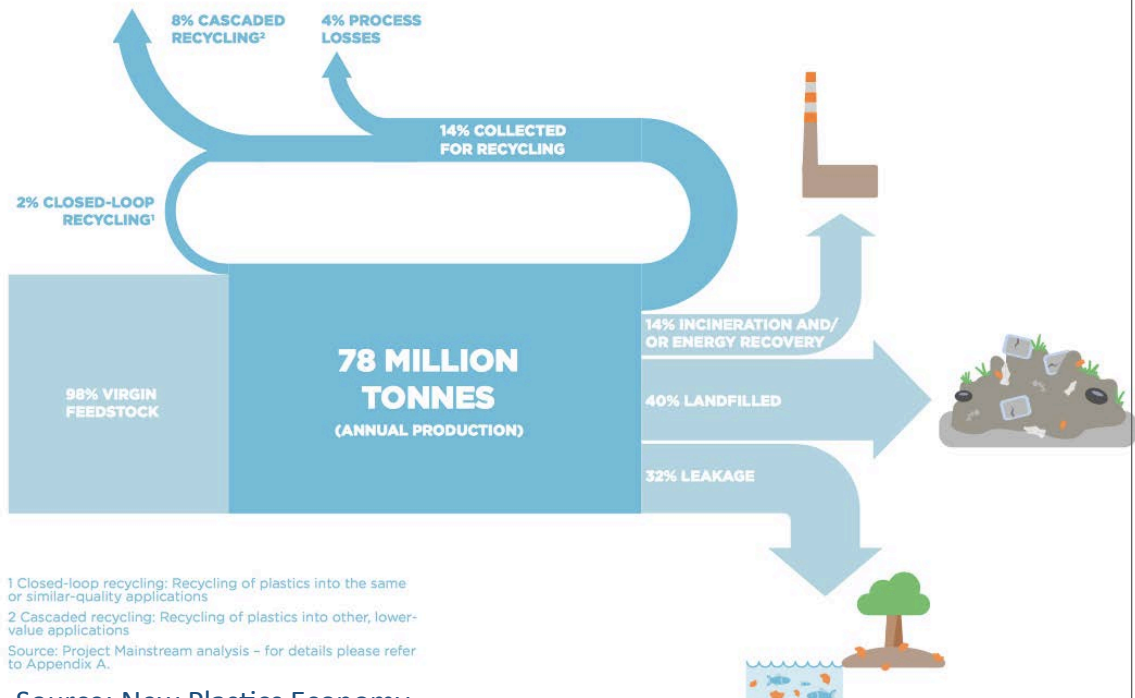 8% CASCADED
RECYCLING²
4% PROCESS
LOSSES
14% COLLECTED
FOR RECYCLING
2% CLOSED-LOOP
RECYCLING¹
14% INCINERATION AND/
OR ENERGY RECOVERY
98% VIRGIN
FEEDSTOCK
78 MILLION
TONNES
(ANNUAL PRODUCTION)
40% LANDFILLED
32% LEAKAGE
1 Closed-loop recycling: Recycling of plastics into the same
or similar-quality applications
2 Cascaded recycling: Recycling of plastics into other, lower-
value applications
Source: Project Mainstream analysis – for details please refer
to Appendix A.
Source: New Plastics Economy